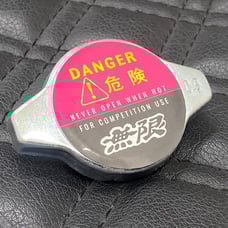 DANGER
危険
NEVER OPEN WHEN HOT
FOR COMPETITION USE
無限